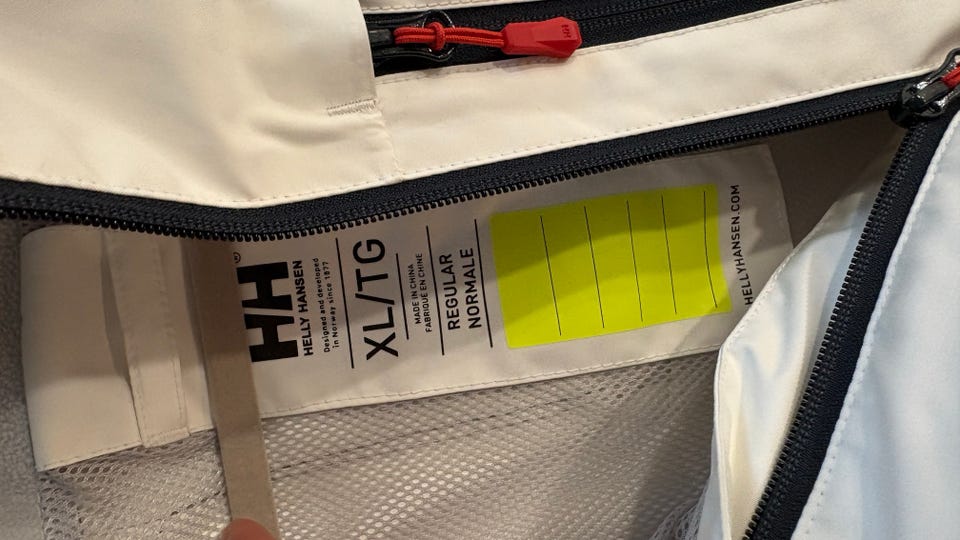 H/H®
HELLY HANSEN
Designed and developed
in Norway since 1877
XL/TG
MADE IN CHINA
FABRIQUÉ EN CHINE
REGULAR
NORMALE
HELLYHANSEN.COM